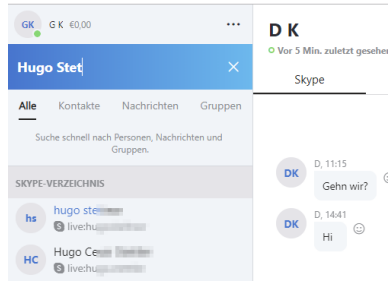 GK G K €0,00 •••
Hugo Stet
Alle Kontakte Nachrichten Gruppen
Suche schnell nach Personen, Nachrichten und
Gruppen.
SKYPE-VERZEICHNIS
hs hugo ste
live:hu
HC Hugo Ce
live:hu
D K
Vor 5 Min. zuletzt gesehen
Skype
D, 11:15
DK Gehn wir?
D, 14:41
DK Hi